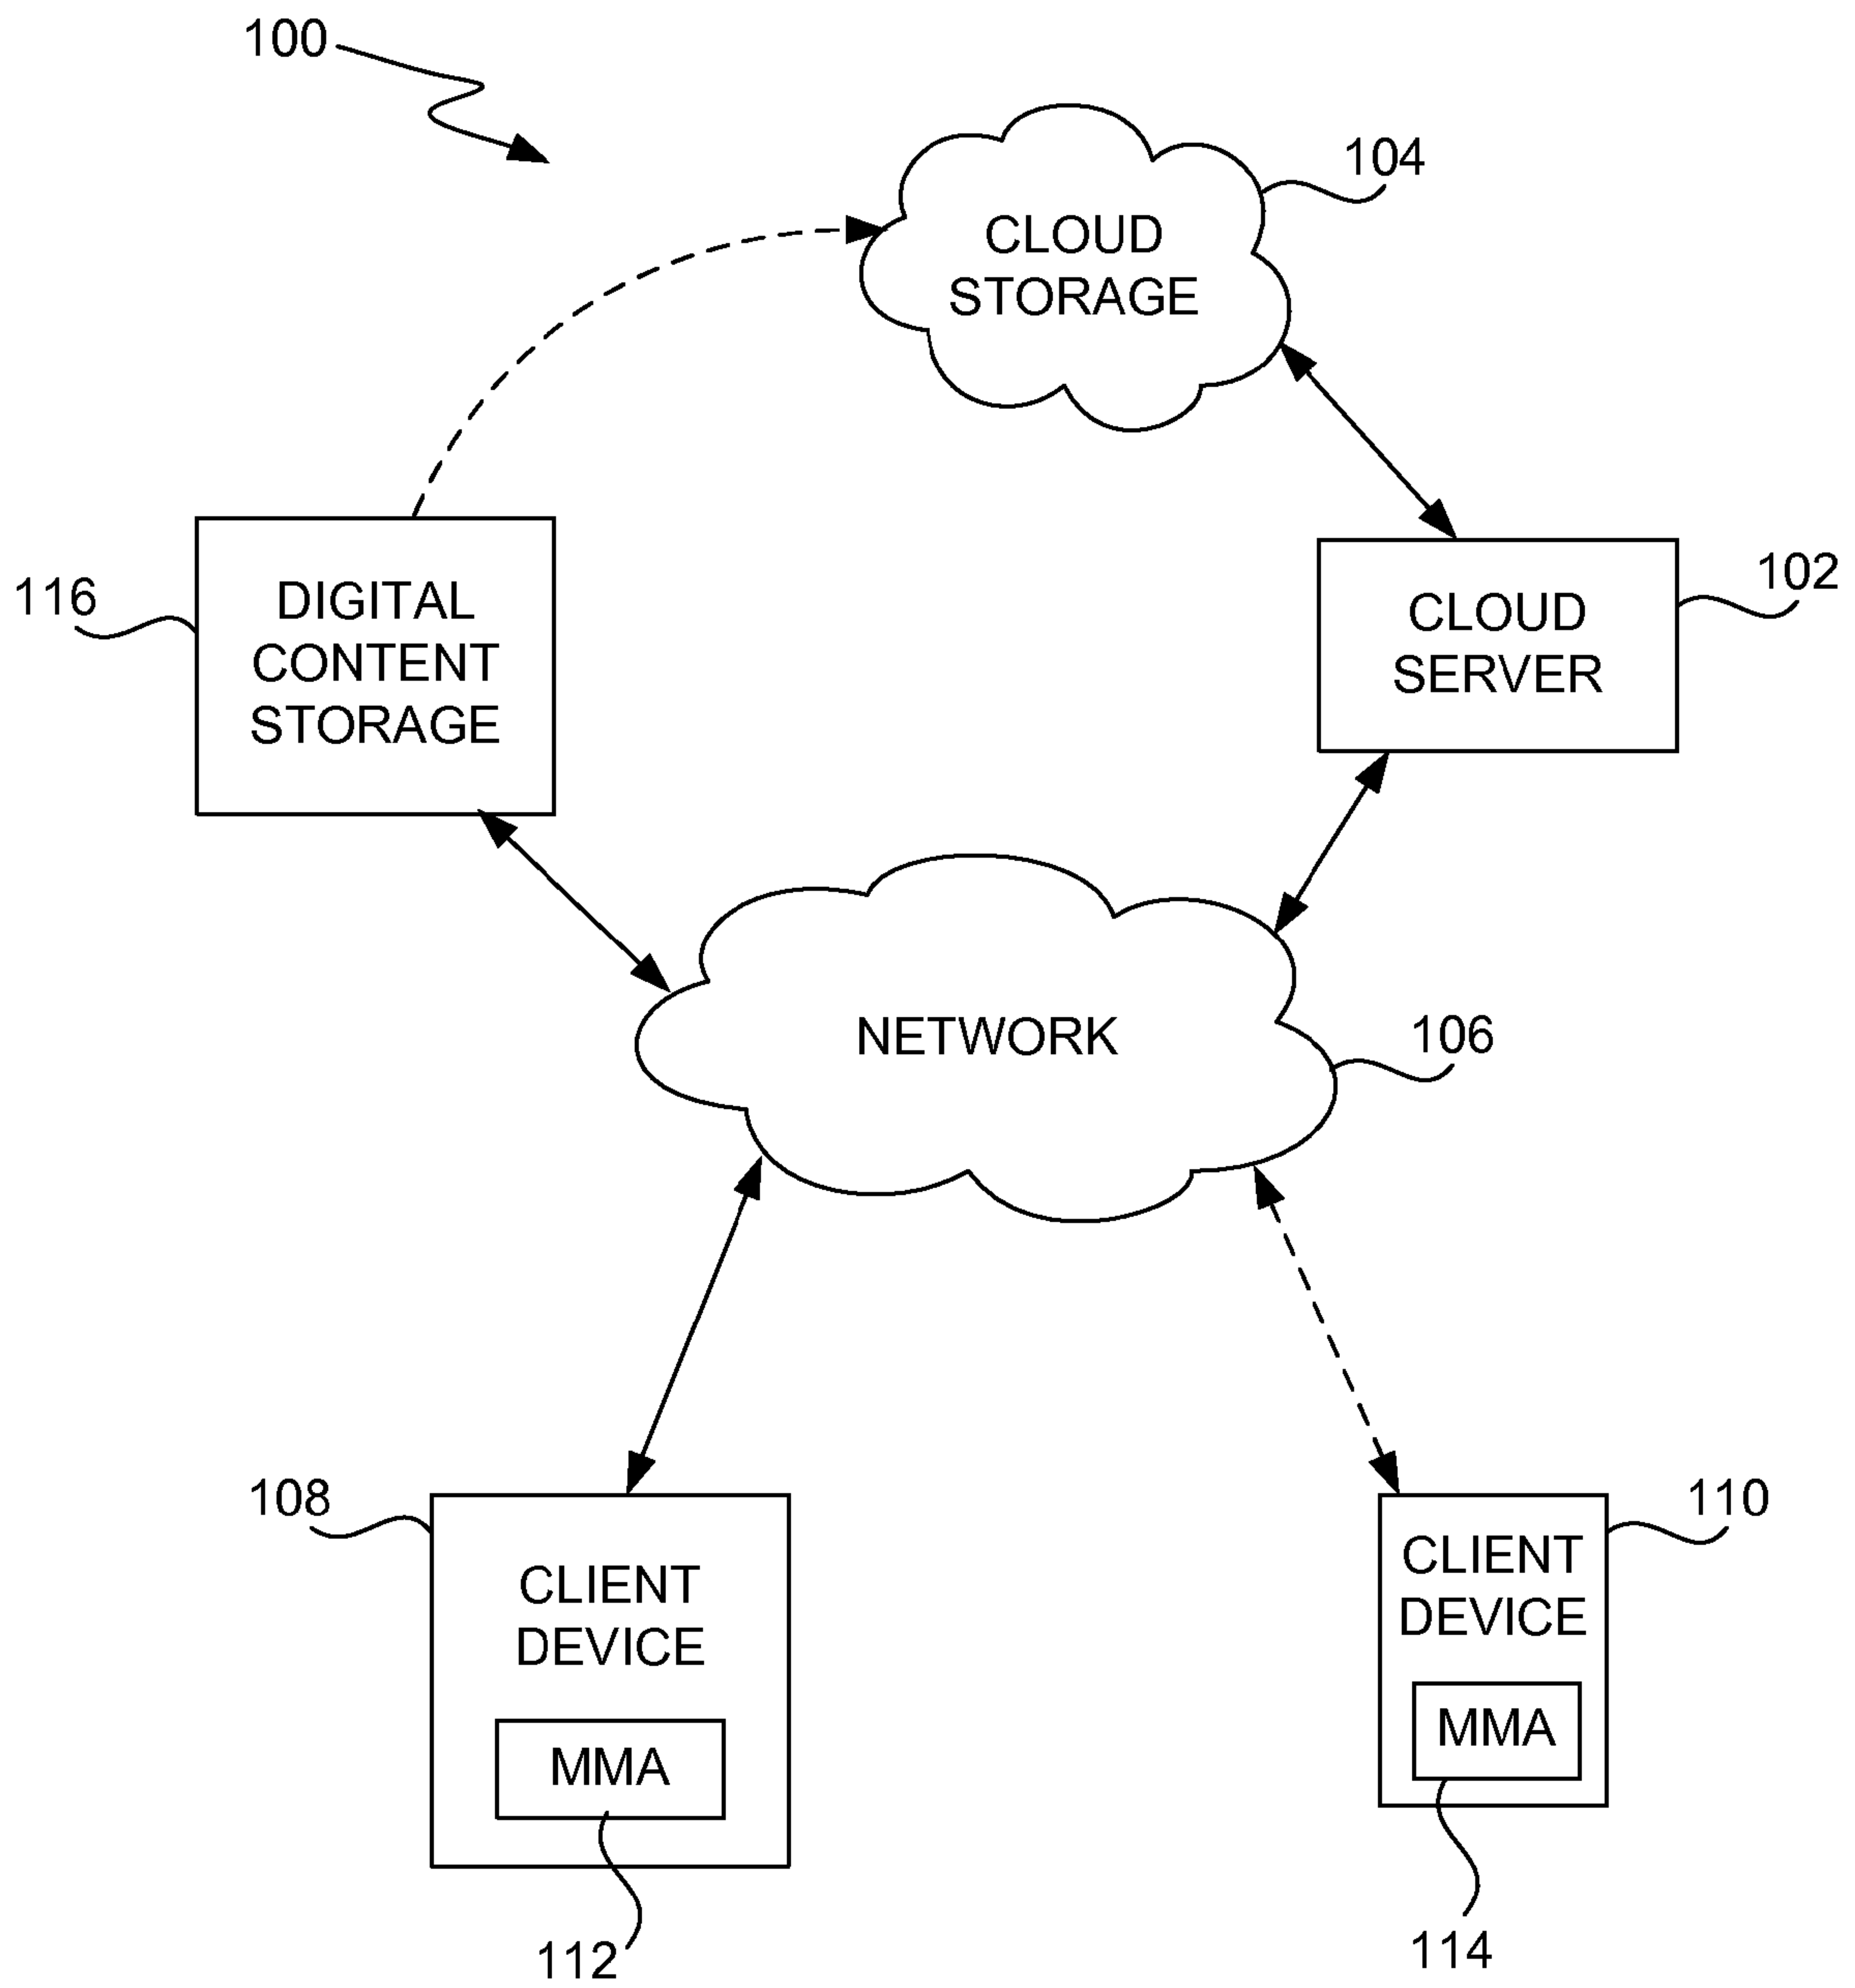 100
104
CLOUD
STORAGE
116
DIGITAL
CONTENT
STORAGE
102
CLOUD
SERVER
NETWORK
106
108
CLIENT
DEVICE
MMA
112
110
CLIENT
DEVICE
MMA
114